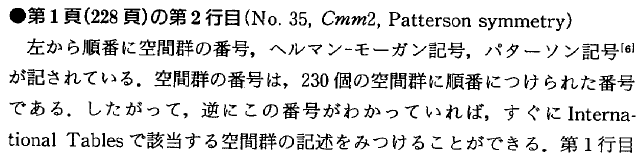 ●第1頁(228頁)の第2行目(No. 35, Cmm2, Patterson symmetry)
左から順番に空間群の番号，ヘルマン-モーガン記号，パターソン記号[6]
が記されている．空間群の番号は，230個の空間群に順番につけられた番号
である．したがって，逆にこの番号がわかっていれば，すぐにInterna-
tional Tablesで該当する空間群の記述をみつけることができる．第1行目